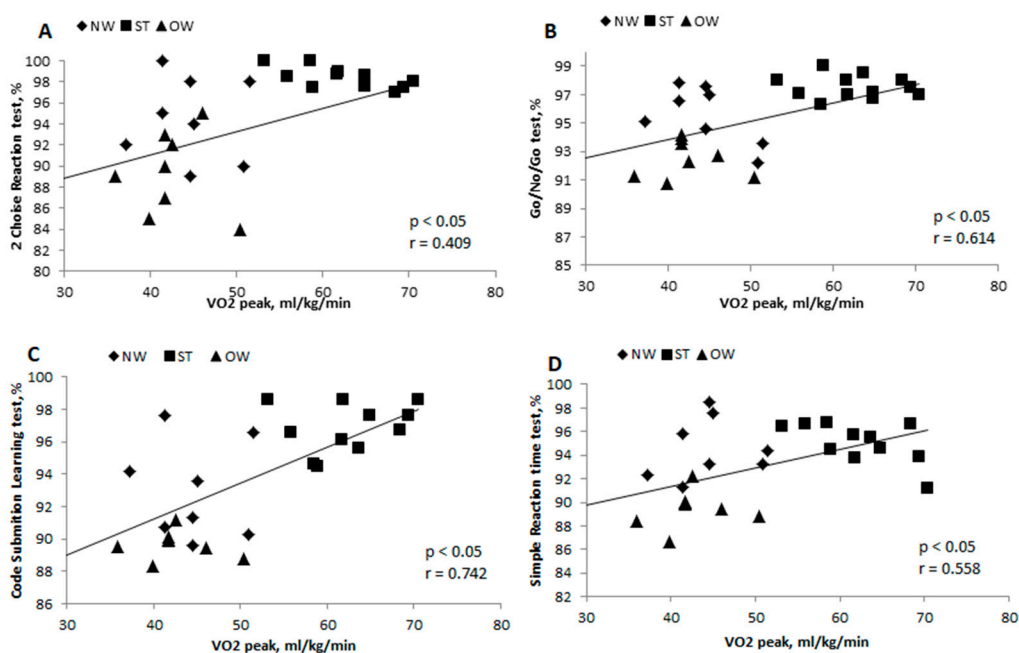 A
NW ST OW
2 Choise Reaction test, %
100
98
96
94
92
90
88
86
84
82
80
p < 0.05
r = 0.409
30 40 50 60 70 80
VO2 peak, ml/kg/min
B
NW ST OW
Go/No/Go test, %
99
97
95
93
91
89
87
85
p < 0.05
r = 0.614
30 40 50 60 70 80
VO2 peak, ml/kg/min
C
NW ST OW
Code Submition Learning test, %
100
98
96
94
92
90
88
86
p < 0.05
r = 0.742
30 40 50 60 70 80
VO2 peak, ml/kg/min
D
NW ST OW
Simple Reaction time test, %
100
98
96
94
92
90
88
86
84
82
p < 0.05
r = 0.558
30 40 50 60 70 80
VO2 peak, ml/kg/min